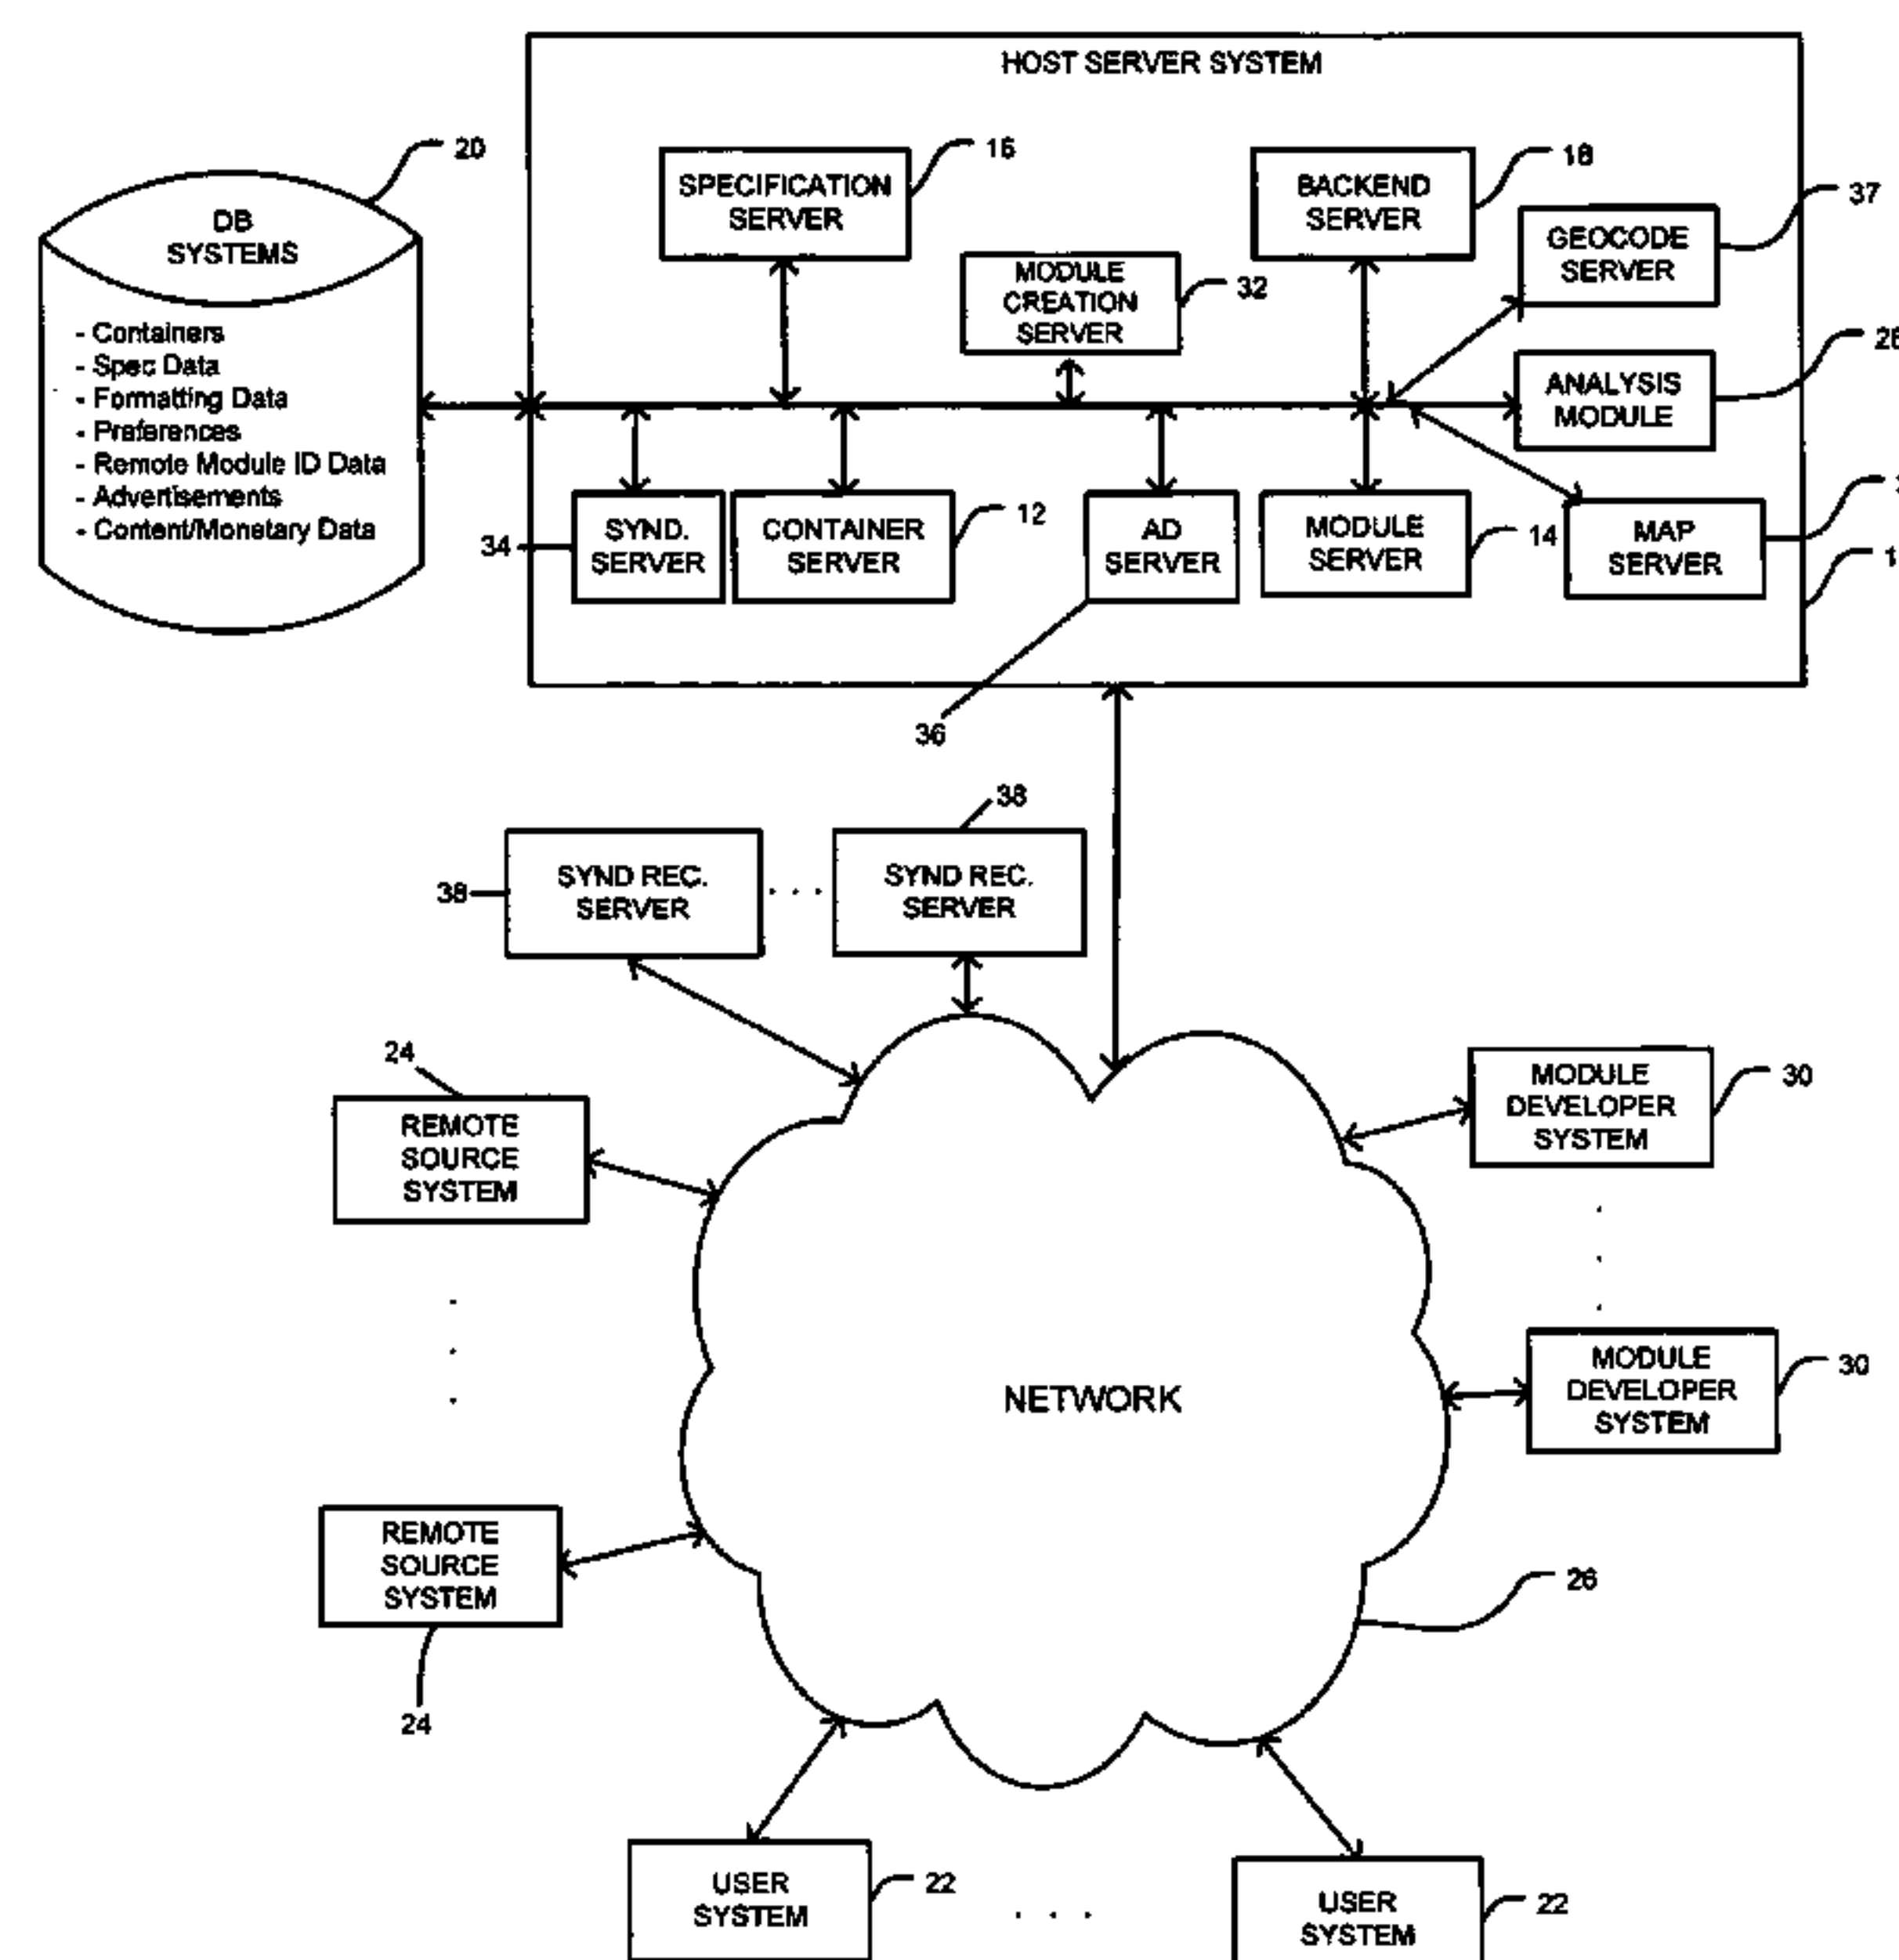 HOST SERVER SYSTEM
20
DB
SYSTEMS
- Containers
- Spec Data
- Formatting Data
- Preferences
- Remote Module ID Data
- Advertisements
- Content/Monetary Data
SPECIFICATION
SERVER
16
MODULE
CREATION
SERVER
32
BACKEND
SERVER
18
GEOCODE
SERVER
37
ANALYSIS
MODULE
SYND.
SERVER
34
CONTAINER
SERVER
12
AD
SERVER
36
MODULE
SERVER
14
MAP
SERVER
SYND REC.
SERVER
38
. . .
SYND REC.
SERVER
38
24
REMOTE
SOURCE
SYSTEM
MODULE
DEVELOPER
SYSTEM
30
MODULE
DEVELOPER
SYSTEM
30
NETWORK
REMOTE
SOURCE
SYSTEM
24
26
USER
SYSTEM
22
. . .
USER
SYSTEM
22